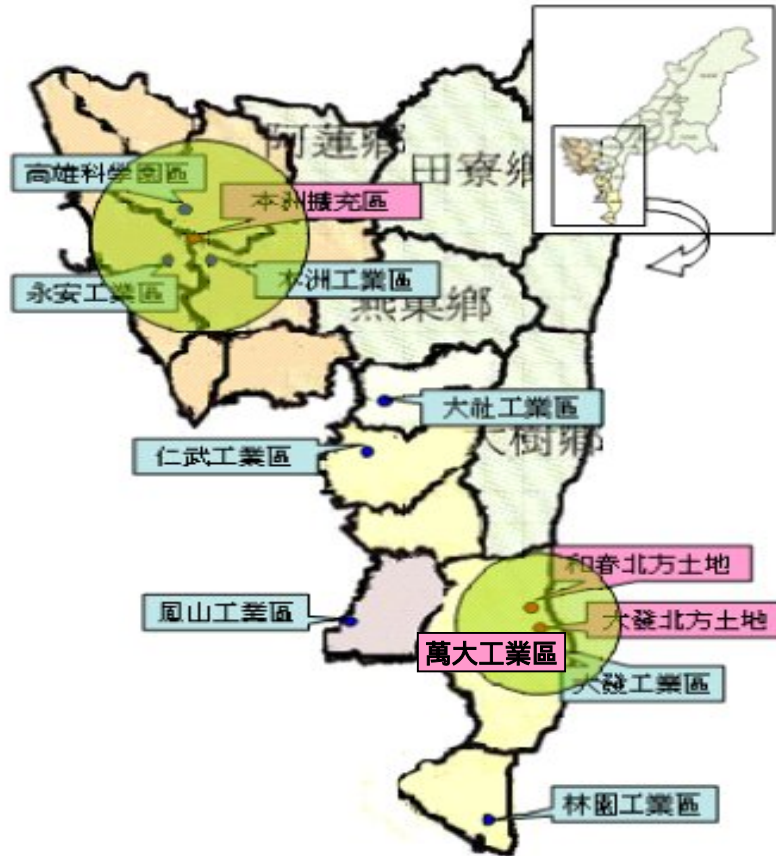 阿蓮鄉
田寮鄉
高雄科學園區
本洲擴充區
永安工業區
本洲工業區
燕巢鄉
大社工業區
大樹鄉
仁武工業區
和春北方土地
鳳山工業區
大發北方土地
萬大工業區
大發工業區
林園工業區